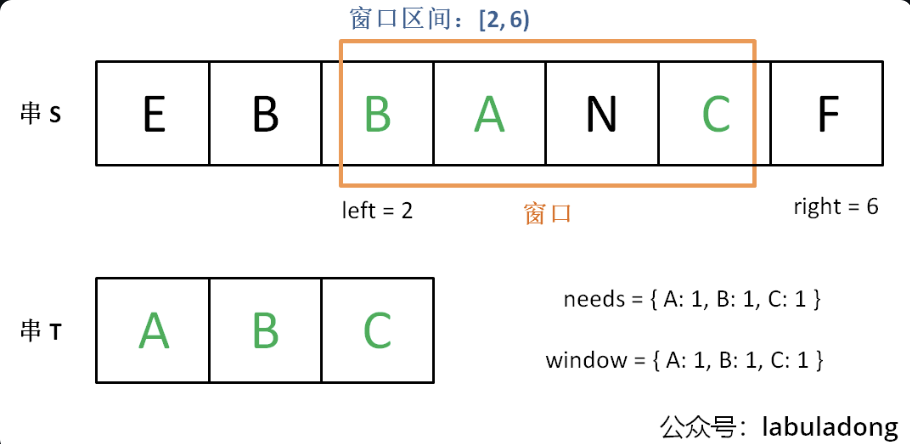 窗口区间：[2, 6)
串 S E B B A N C F
left = 2 窗口 right = 6
串 T A B C
needs = { A: 1, B: 1, C: 1 }
window = { A: 1, B: 1, C: 1 }
公众号：labuladong